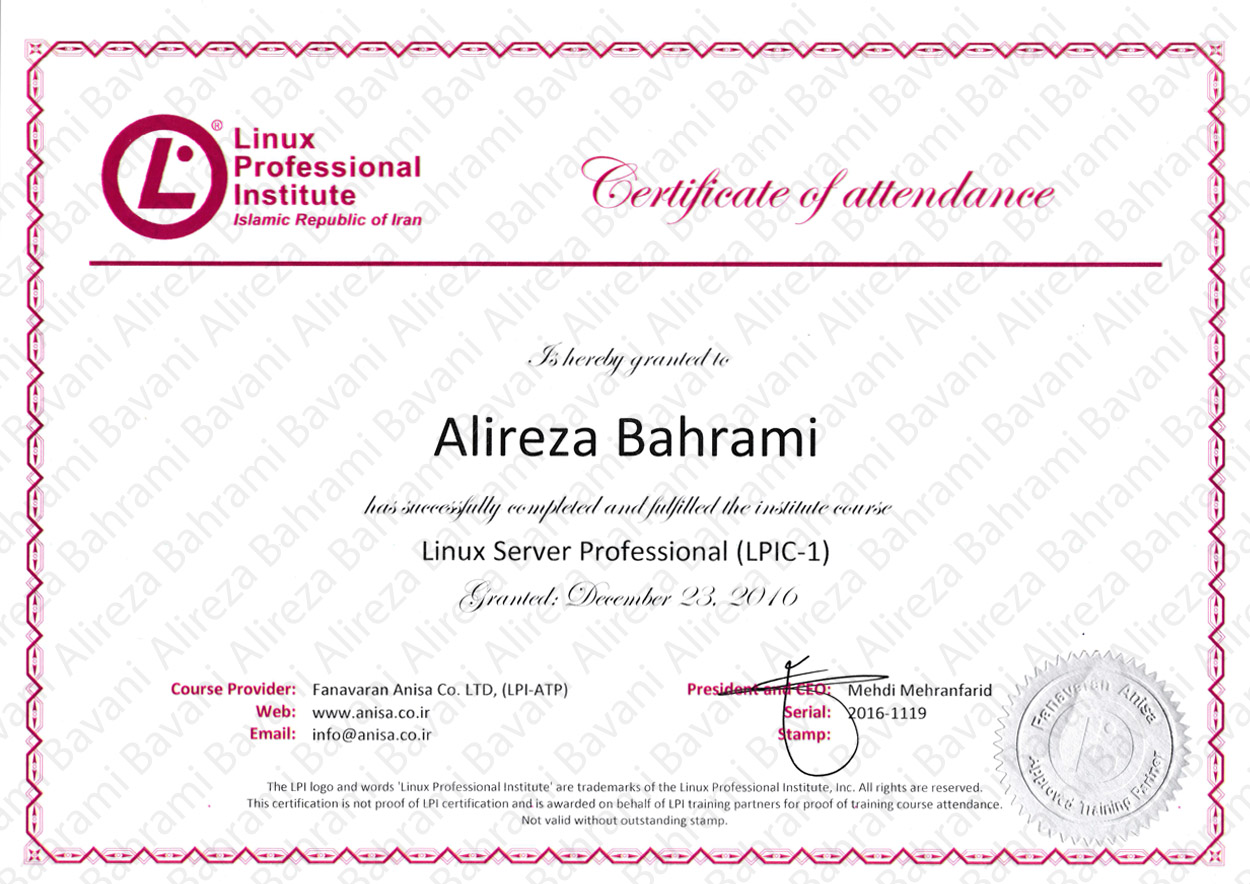 Linux
Professional
Institute
Islamic Republic of Iran
®
Certificate of attendance
Is hereby granted to
Alireza Bahrami
has successfully completed and fulfilled the institute course
Linux Server Professional (LPIC-1)
Granted: December 23, 2016
Course Provider: Fanavaran Anisa Co. LTD, (LPI-ATP)
Web: www.anisa.co.ir
Email: info@anisa.co.ir
President and CEO: Mehdi Mehranfarid
Serial: 2016-1119
Stamp:
Fanavaran Anisa
Approved Training Partner
The LPI logo and words 'Linux Professional Institute' are trademarks of the Linux Professional Institute, Inc. All rights are reserved.
This certification is not proof of LPI certification and is awarded on behalf of LPI training partners for proof of training course attendance.
Not valid without outstanding stamp.
Alireza Bahrami Bavani